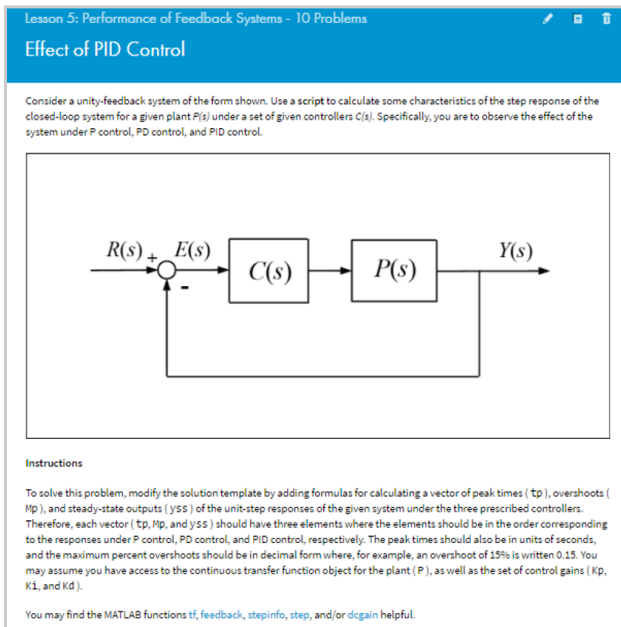 Lesson 5: Performance of Feedback Systems - 10 Problems
Effect of PID Control
Consider a unity-feedback system of the form shown. Use a script to calculate some characteristics of the step response of the
closed-loop system for a given plant P(s) under a set of given controllers C(s). Specifically, you are to observe the effect of the
system under P control, PD control, and PID control.
R(s) + E(s) Y(s)
C(s) P(s)
-
Instructions
To solve this problem, modify the solution template by adding formulas for calculating a vector of peak times ( tp ), overshoots (
Mp ), and steady-state outputs ( yss ) of the unit-step responses of the given system under the three prescribed controllers.
Therefore, each vector ( tp, Mp, and yss ) should have three elements where the elements should be in the order corresponding
to the responses under P control, PD control, and PID control, respectively. The peak times should also be in units of seconds,
and the maximum percent overshoots should be in decimal form where, for example, an overshoot of 15% is written 0.15. You
may assume you have access to the continuous transfer function object for the plant ( P ), as well as the set of control gains ( Kp,
Ki, and Kd ).
You may find the MATLAB functions tf, feedback, stepinfo, step, and/or dcgain helpful.